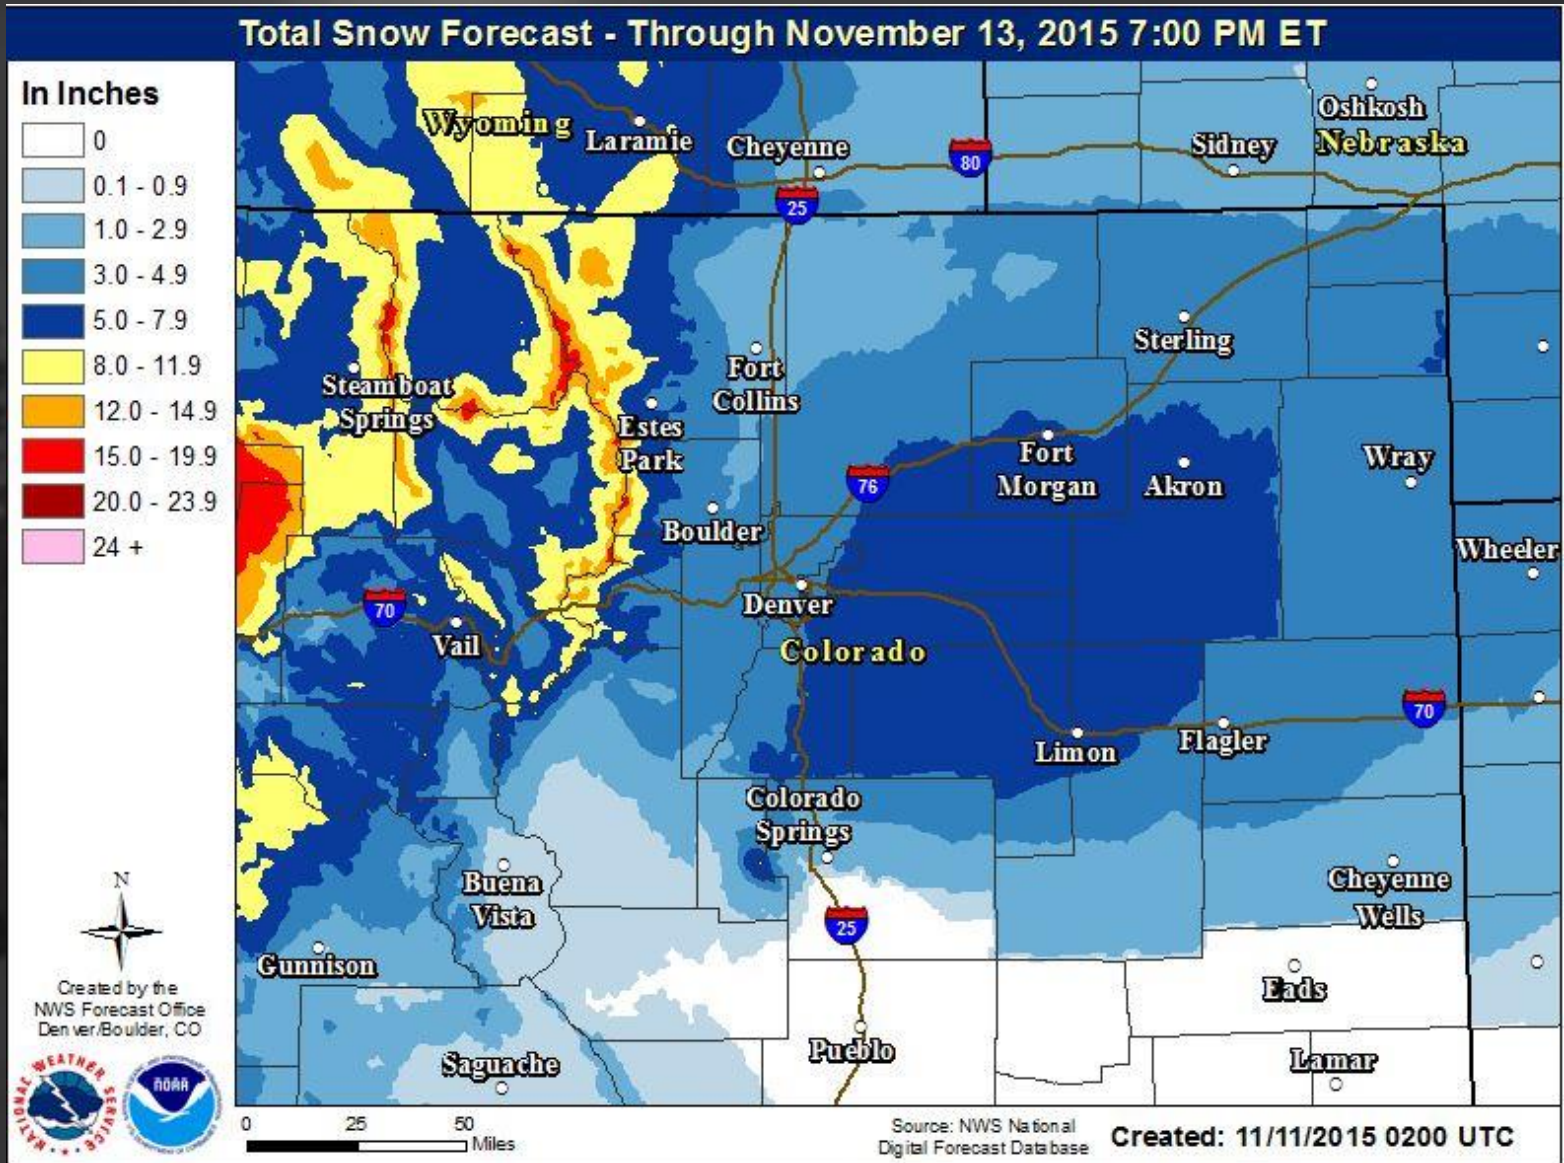 Total Snow Forecast - Through November 13, 2015 7:00 PM ET
In Inches
0
0.1 - 0.9
1.0 - 2.9
3.0 - 4.9
5.0 - 7.9
8.0 - 11.9
12.0 - 14.9
15.0 - 19.9
20.0 - 23.9
24 +
Wyoming
Laramie
Cheyenne
80
Sidney
Oshkosh
Nebraska
25
Steamboat
Springs
Fort
Collins
Estes
Park
Sterling
76
Fort
Morgan
Akron
Wray
Boulder
Wheeler
70
Vail
Denver
Colorado
Limon
Flagler
70
Colorado
Springs
Buena
Vista
Cheyenne
Wells
25
Gunnison
Eads
Pueblo
Saguache
Lamar
N
Created by the
NWS Forecast Office
Denver/Boulder, CO
NATIONAL WEATHER SERVICE
NOAA
0 25 50
Miles
Source: NWS National
Digital Forecast Database
Created: 11/11/2015 0200 UTC